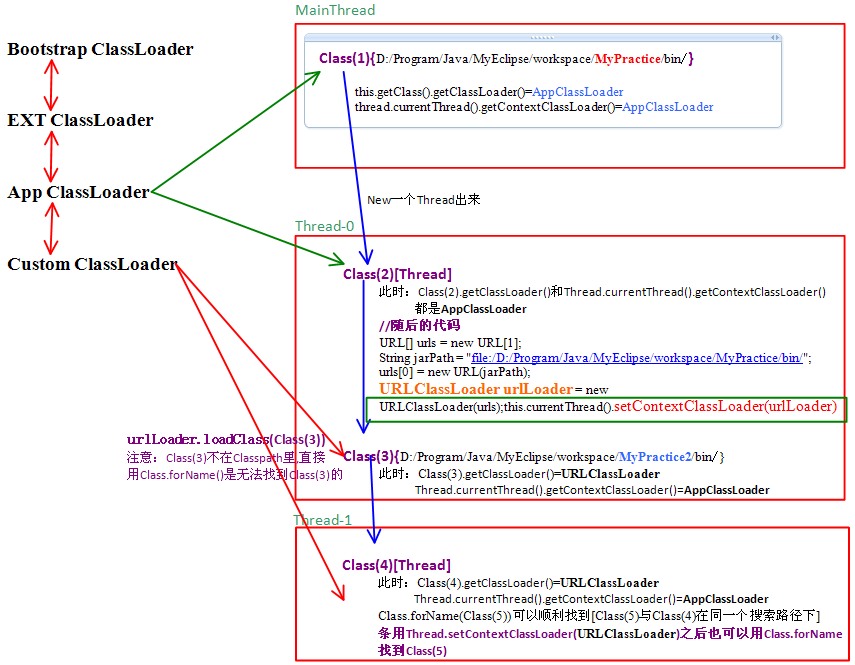 MainThread
Bootstrap ClassLoader
EXT ClassLoader
App ClassLoader
Custom ClassLoader
Class(1){D:/Program/Java/MyEclipse/workspace/MyPractice/bin/}
this.getClass().getClassLoader()=AppClassLoader
thread.currentThread().getContextClassLoader()=AppClassLoader
New一个Thread出来
Thread-0
Class(2)[Thread]
此时：Class(2).getClassLoader()和Thread.currentThread().getContextClassLoader()
都是AppClassLoader
//随后的代码
URL[] urls = new URL[1];
String jarPath = "file:/D:/Program/Java/MyEclipse/workspace/MyPractice/bin/";
urls[0] = new URL(jarPath);
URLClassLoader urlLoader = new
URLClassLoader(urls);this.currentThread().setContextClassLoader(urlLoader)
urlLoader.loadClass(Class(3))
注意：Class(3)不在Classpath里,直接
用Class.forName()是无法找到Class(3)的
Class(3){D:/Program/Java/MyEclipse/workspace/MyPractice2/bin/}
此时：Class(3).getClassLoader()=URLClassLoader
Thread.currentThread().getContextClassLoader()=AppClassLoader
Thread-1
Class(4)[Thread]
此时：Class(4).getClassLoader()=URLClassLoader
Thread.currentThread().getContextClassLoader()=AppClassLoader
Class.forName(Class(5))可以顺利找到[Class(5)与Class(4)在同一个搜索路径下]
条用Thread.setContextClassLoader(URLClassLoader)之后也可以用Class.forName
找到Class(5)